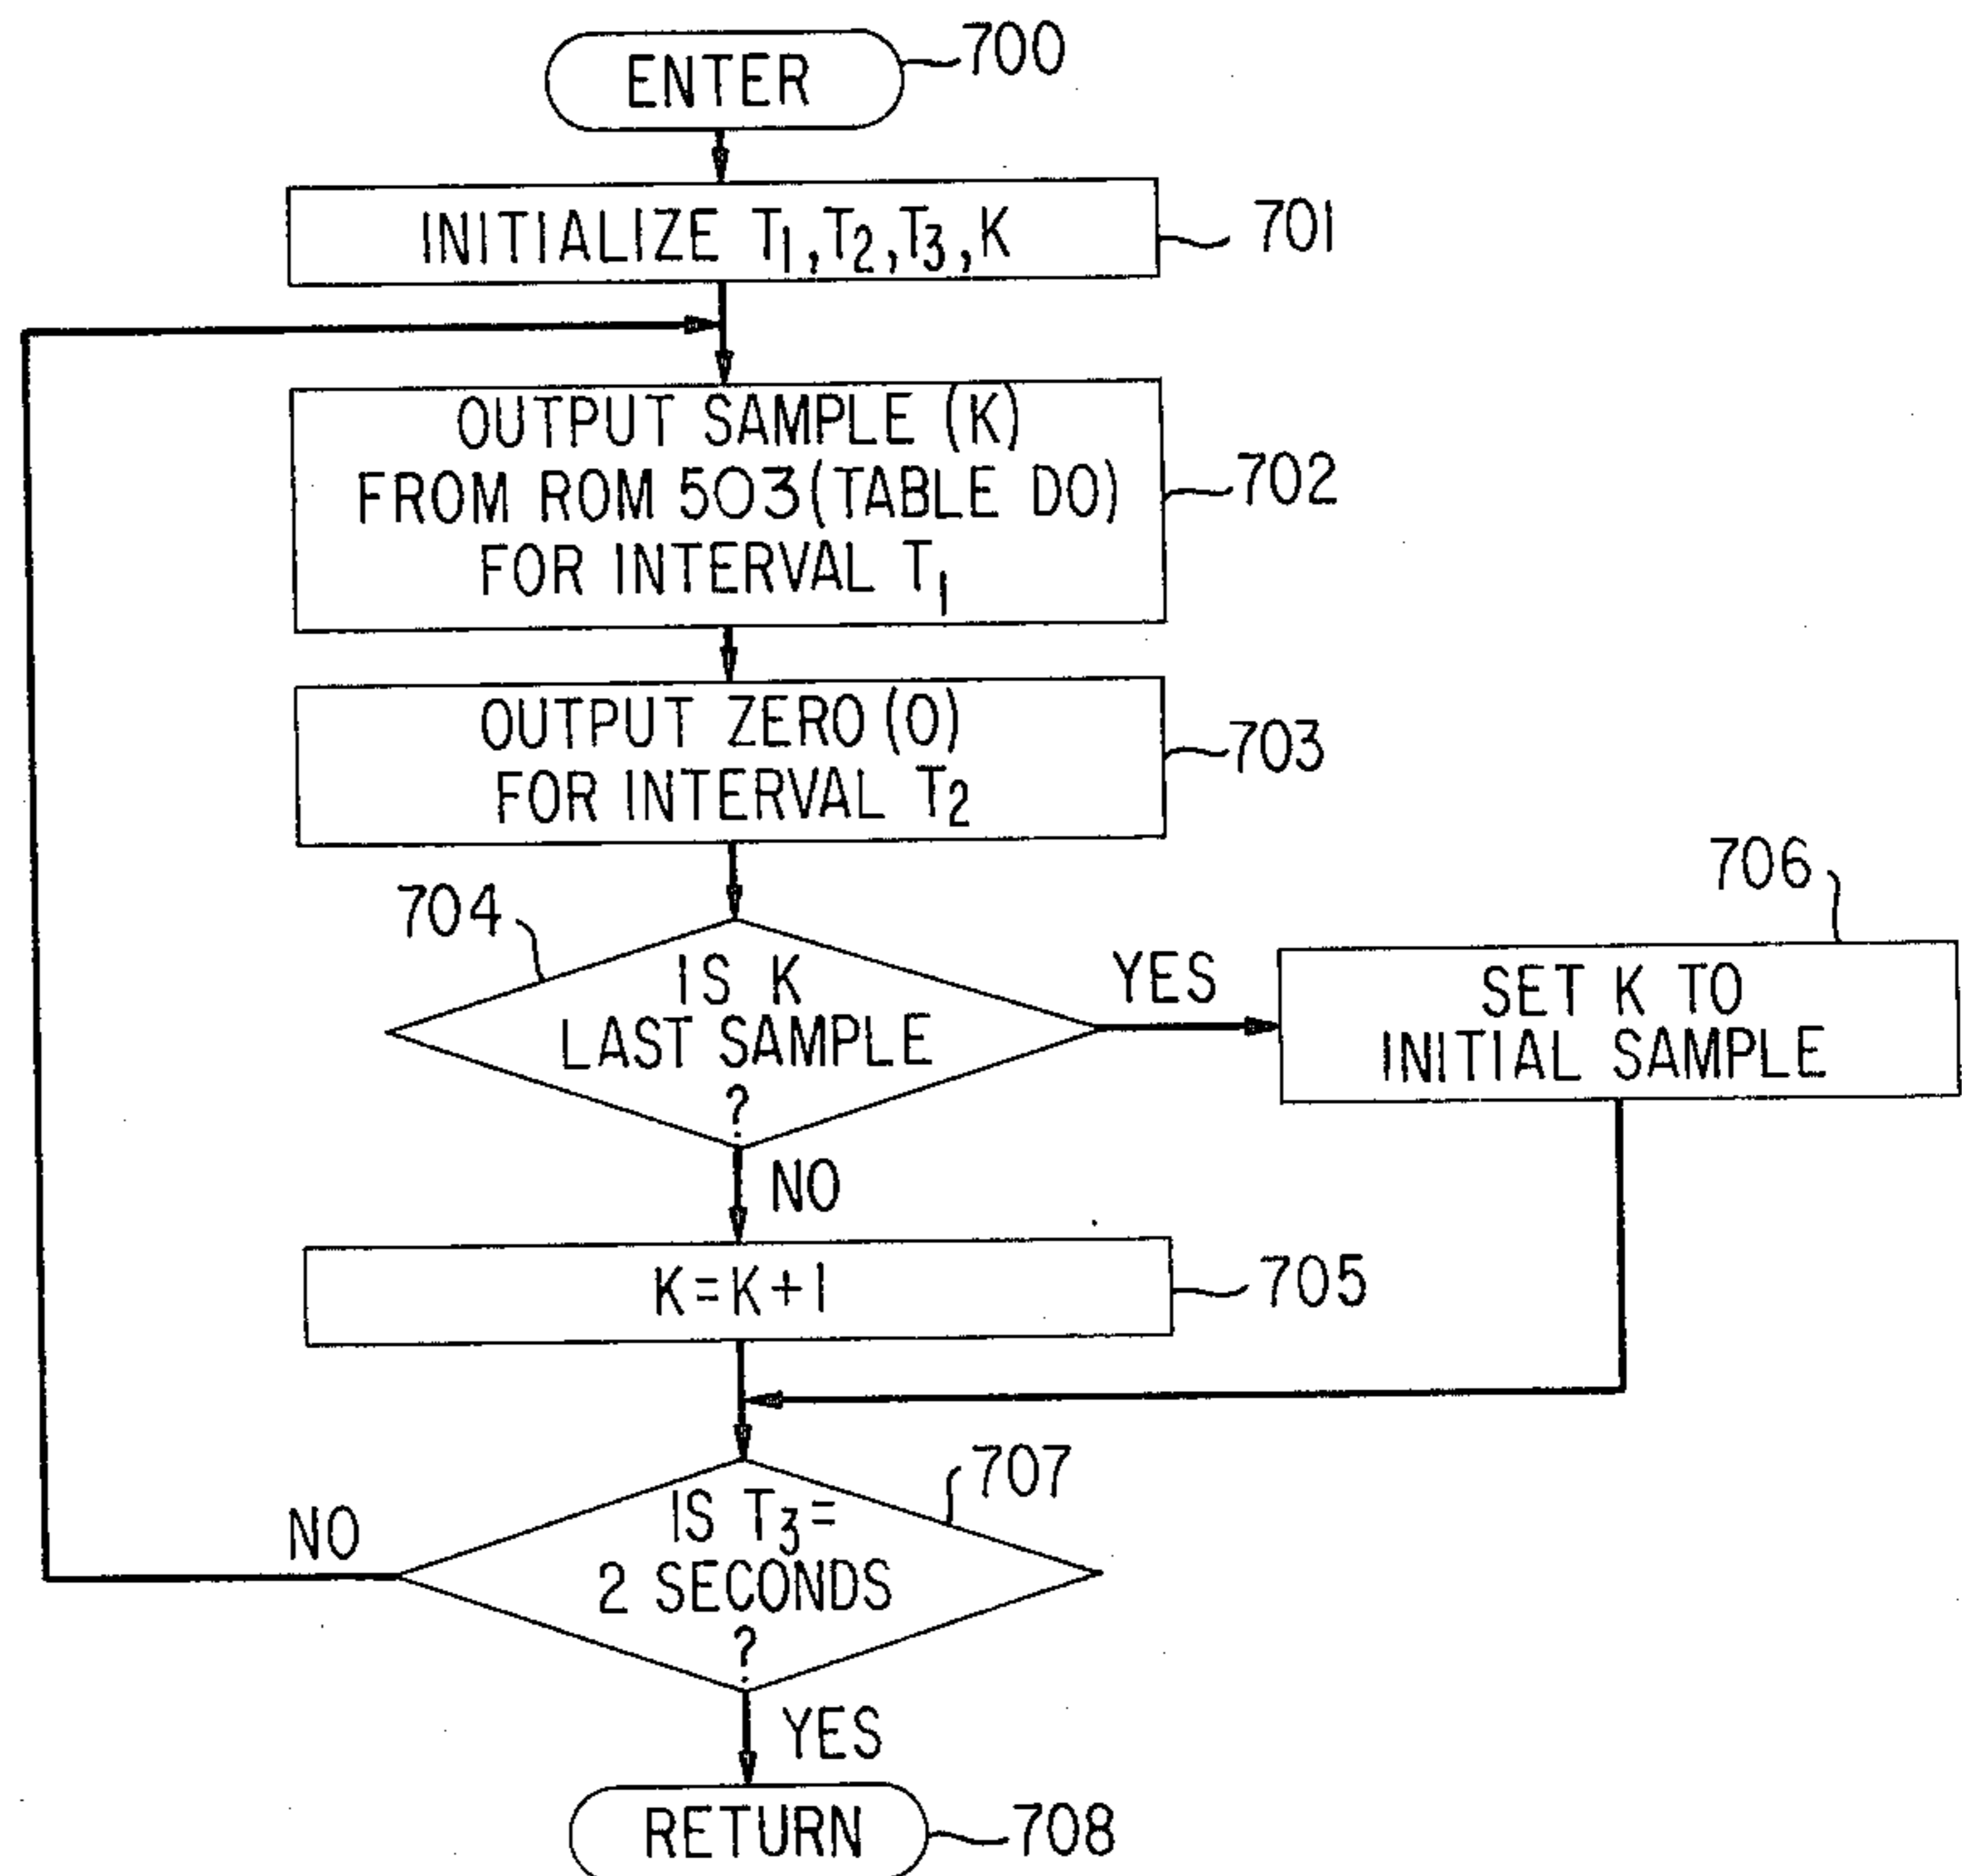 ENTER
700
INITIALIZE T1,T2,T3,K
701
OUTPUT SAMPLE (K)
FROM ROM 503(TABLE DO)
FOR INTERVAL T1
702
OUTPUT ZERO (0)
FOR INTERVAL T2
703
704
IS K
LAST SAMPLE
?
YES
706
SET K TO
INITIAL SAMPLE
NO
K=K+1
705
707
IS T3=
2 SECONDS
?
NO
YES
RETURN
708